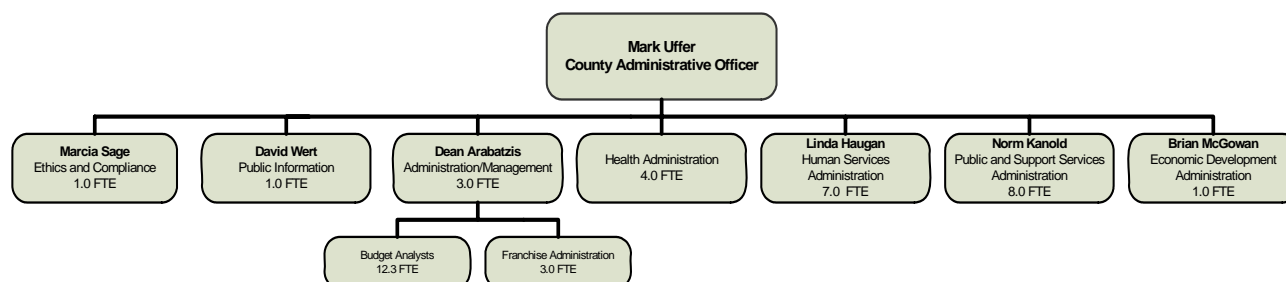 Mark Uffer
County Administrative Officer
Marcia Sage
Ethics and Compliance
1.0 FTE
David Wert
Public Information
1.0 FTE
Dean Arabatzis
Administration/Management
3.0 FTE
Health Administration
4.0 FTE
Linda Haugan
Human Services
Administration
7.0 FTE
Norm Kanold
Public and Support Services
Administration
8.0 FTE
Brian McGowan
Economic Development
Administration
1.0 FTE
Budget Analysts
12.3 FTE
Franchise Administration
3.0 FTE